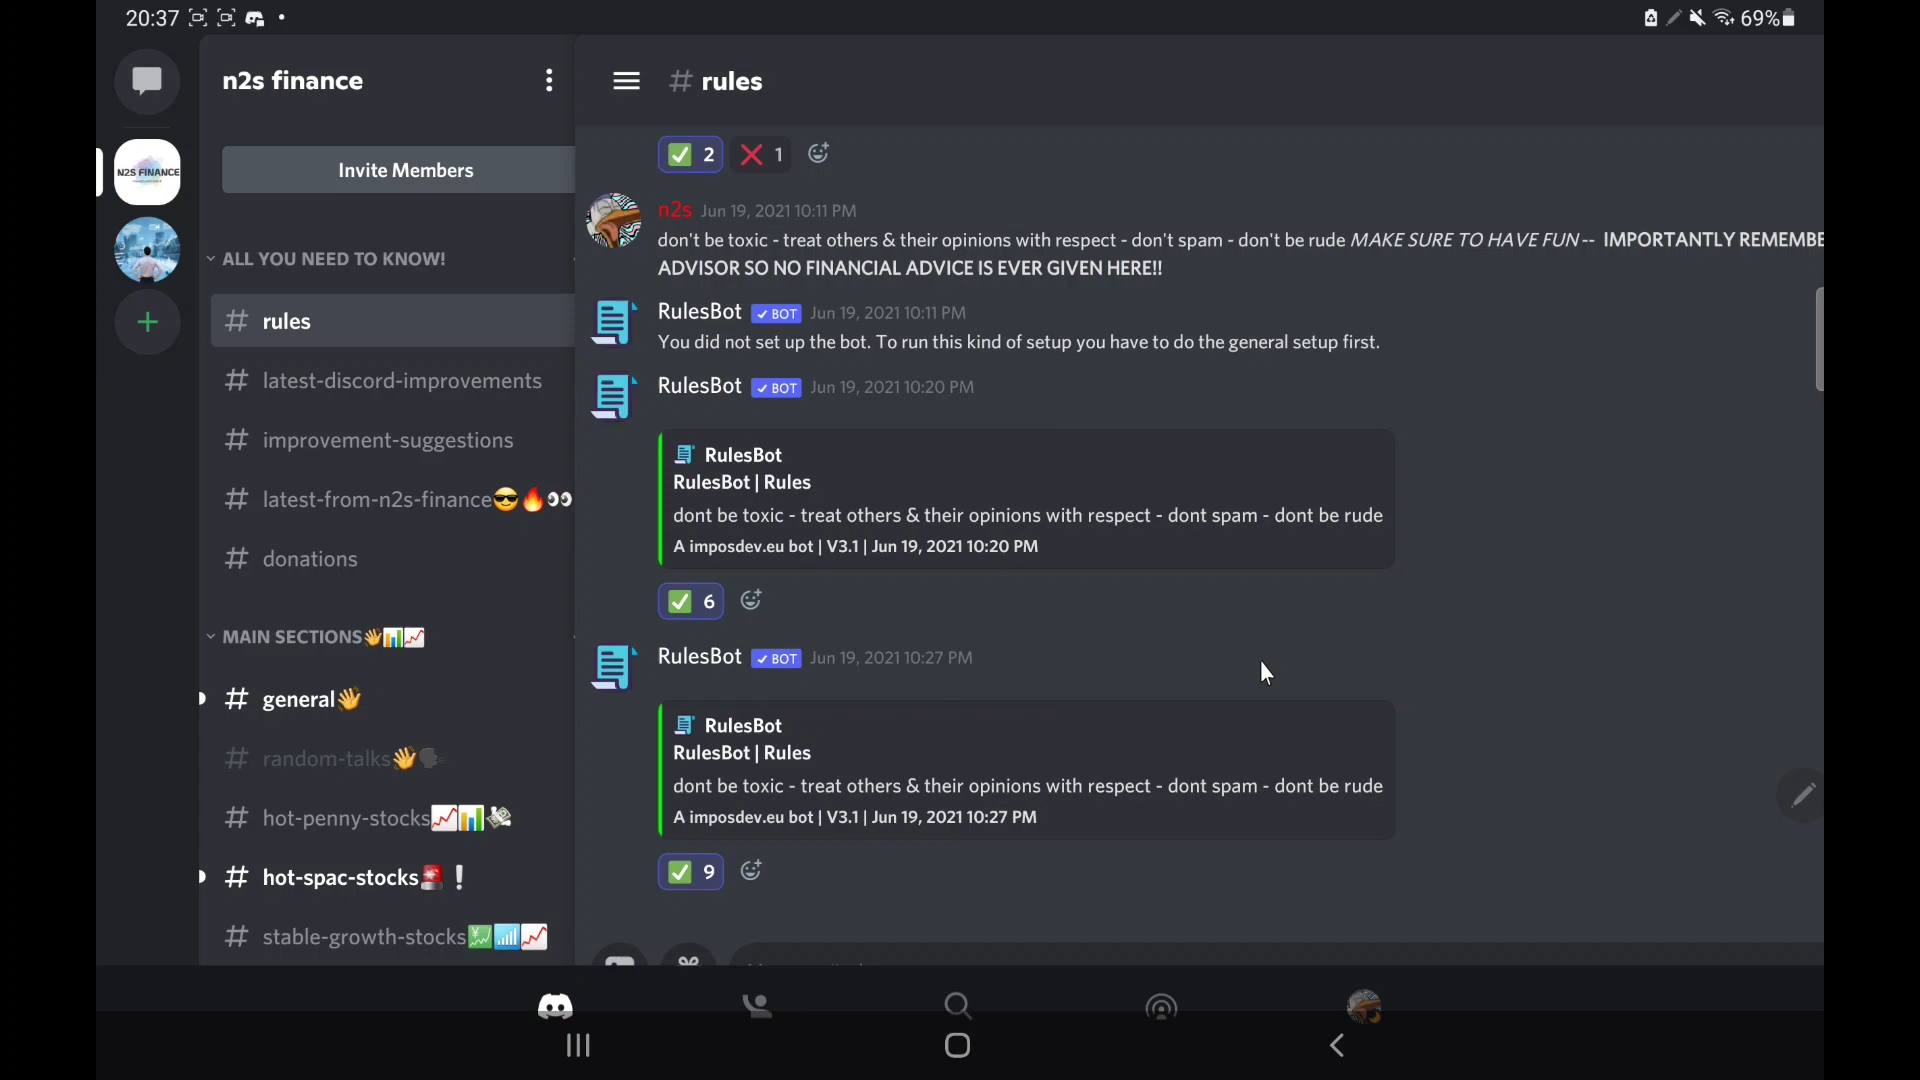 20:37
69%
n2s finance
# rules
Invite Members
N2S FINANCE
2
1
n2s Jun 19, 2021 10:11 PM
don't be toxic - treat others & their opinions with respect - don't spam - don't be rude MAKE SURE TO HAVE FUN -- IMPORTANTLY REMEMBE
ADVISOR SO NO FINANCIAL ADVICE IS EVER GIVEN HERE!!
ALL YOU NEED TO KNOW!
# rules
# latest-discord-improvements
# improvement-suggestions
# latest-from-n2s-finance😎🔥👀
# donations
MAIN SECTIONS👋📊📈
# general👋
# random-talks👋🗣
# hot-penny-stocks📈📊💸
# hot-spac-stocks🚨❕
# stable-growth-stocks💹📶📈
RulesBot ✓ BOT Jun 19, 2021 10:11 PM
You did not set up the bot. To run this kind of setup you have to do the general setup first.
RulesBot ✓ BOT Jun 19, 2021 10:20 PM
RulesBot
RulesBot | Rules
dont be toxic - treat others & their opinions with respect - dont spam - dont be rude
A imposdev.eu bot | V3.1 | Jun 19, 2021 10:20 PM
6
RulesBot ✓ BOT Jun 19, 2021 10:27 PM
RulesBot
RulesBot | Rules
dont be toxic - treat others & their opinions with respect - dont spam - dont be rude
A imposdev.eu bot | V3.1 | Jun 19, 2021 10:27 PM
9